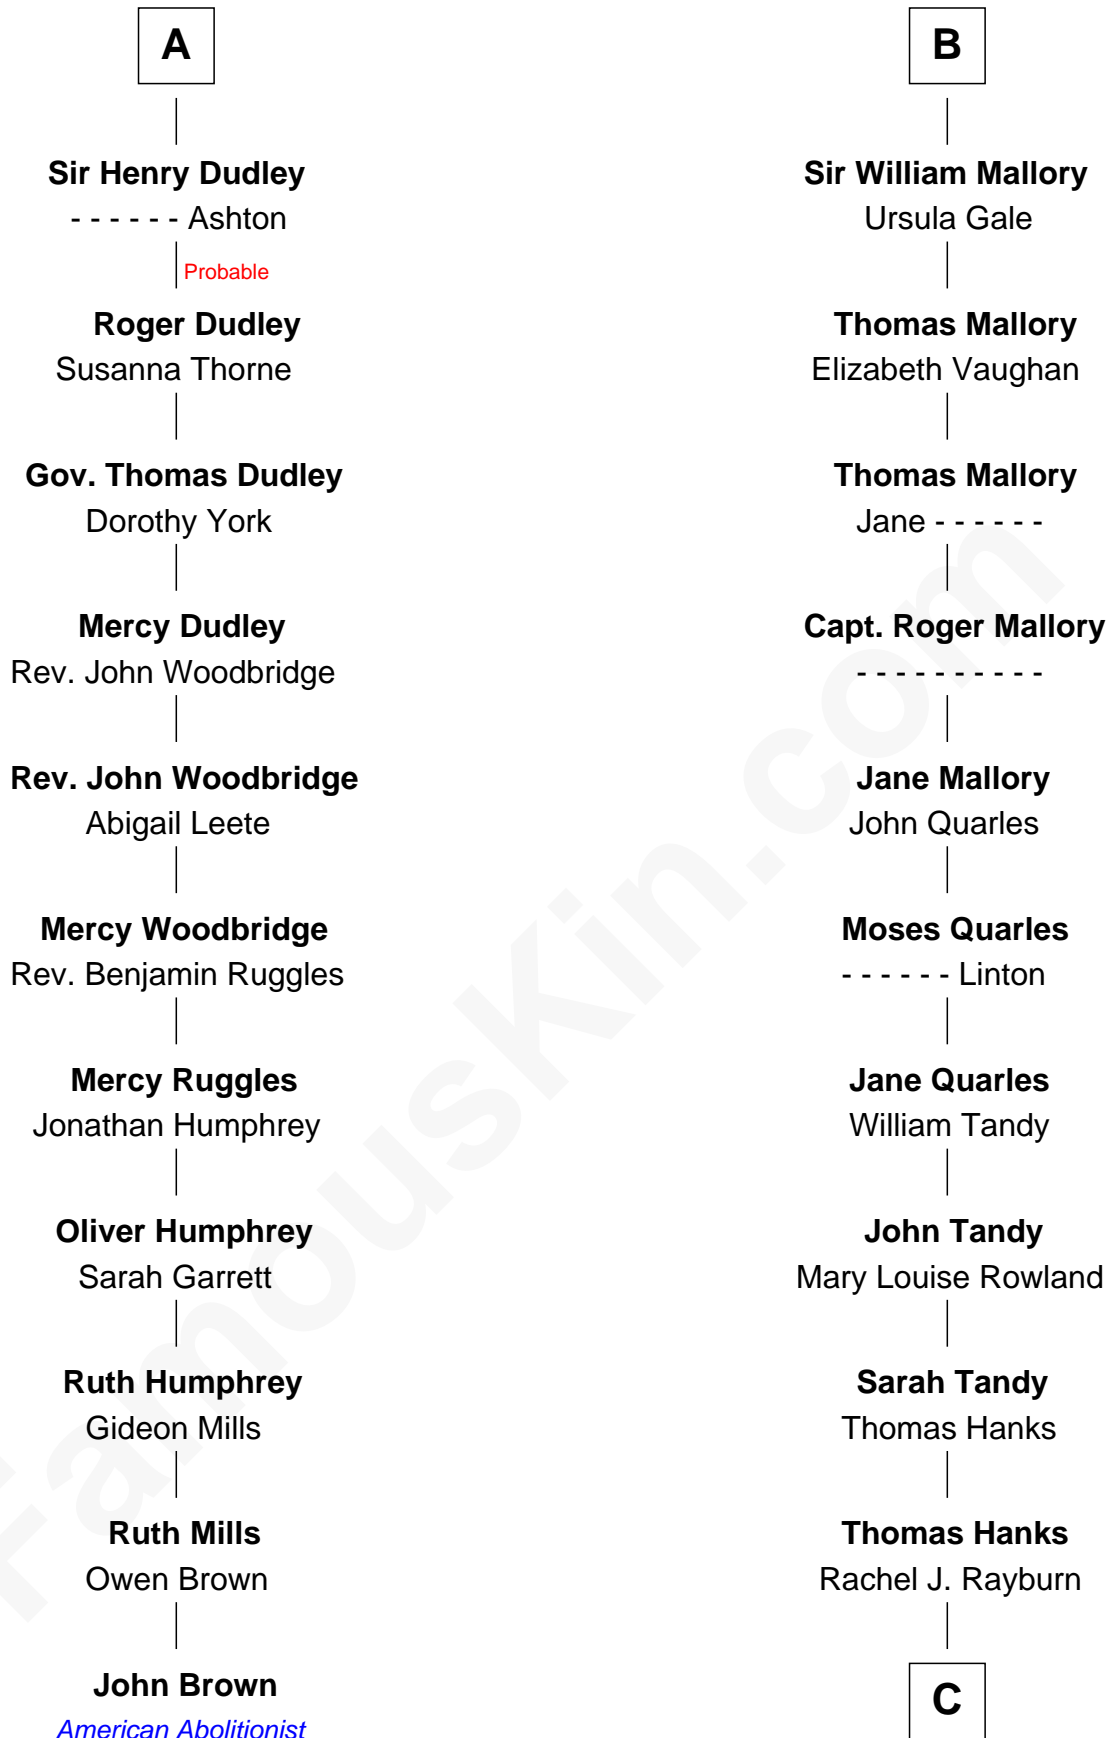 A
Sir Henry Dudley
- - - - - - Ashton
Probable
Roger Dudley
Susanna Thorne
Gov. Thomas Dudley
Dorothy York
Mercy Dudley
Rev. John Woodbridge
Rev. John Woodbridge
Abigail Leete
Mercy Woodbridge
Rev. Benjamin Ruggles
Mercy Ruggles
Jonathan Humphrey
Oliver Humphrey
Sarah Garrett
Ruth Humphrey
Gideon Mills
Ruth Mills
Owen Brown
John Brown
American Abolitionist
B
Sir William Mallory
Ursula Gale
Thomas Mallory
Elizabeth Vaughan
Thomas Mallory
Jane - - - - - -
Capt. Roger Mallory
- - - - - - - - - -
Jane Mallory
John Quarles
Moses Quarles
- - - - - - Linton
Jane Quarles
William Tandy
John Tandy
Mary Louise Rowland
Sarah Tandy
Thomas Hanks
Thomas Hanks
Rachel J. Rayburn
C
FamousKin.com